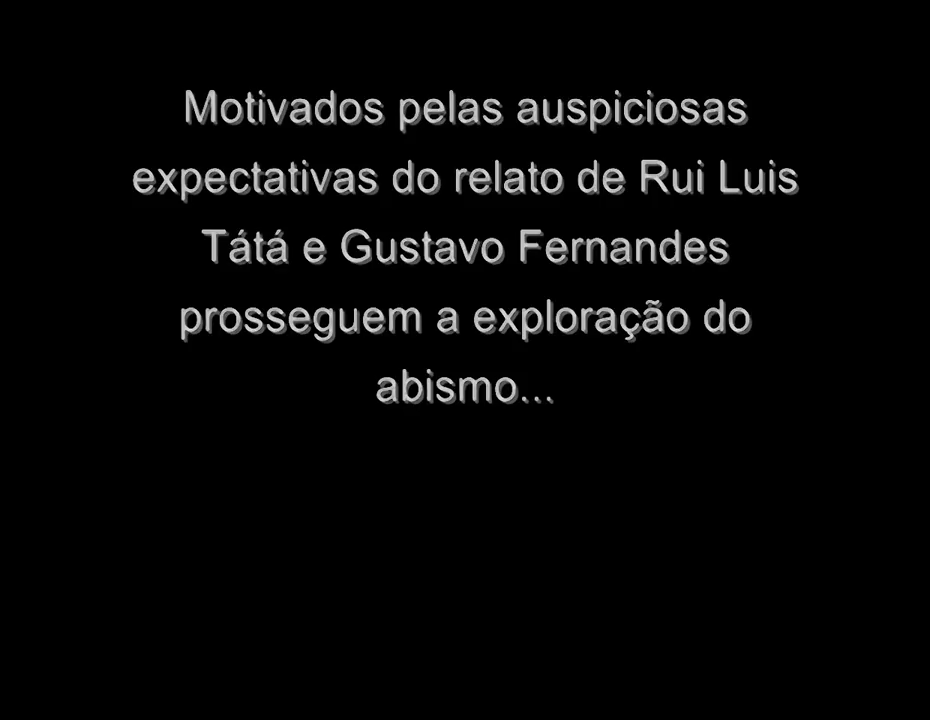 Motivados pelas auspiciosas
expectativas do relato de Rui Luis
Tátá e Gustavo Fernandes
prosseguem a exploração do
abismo...